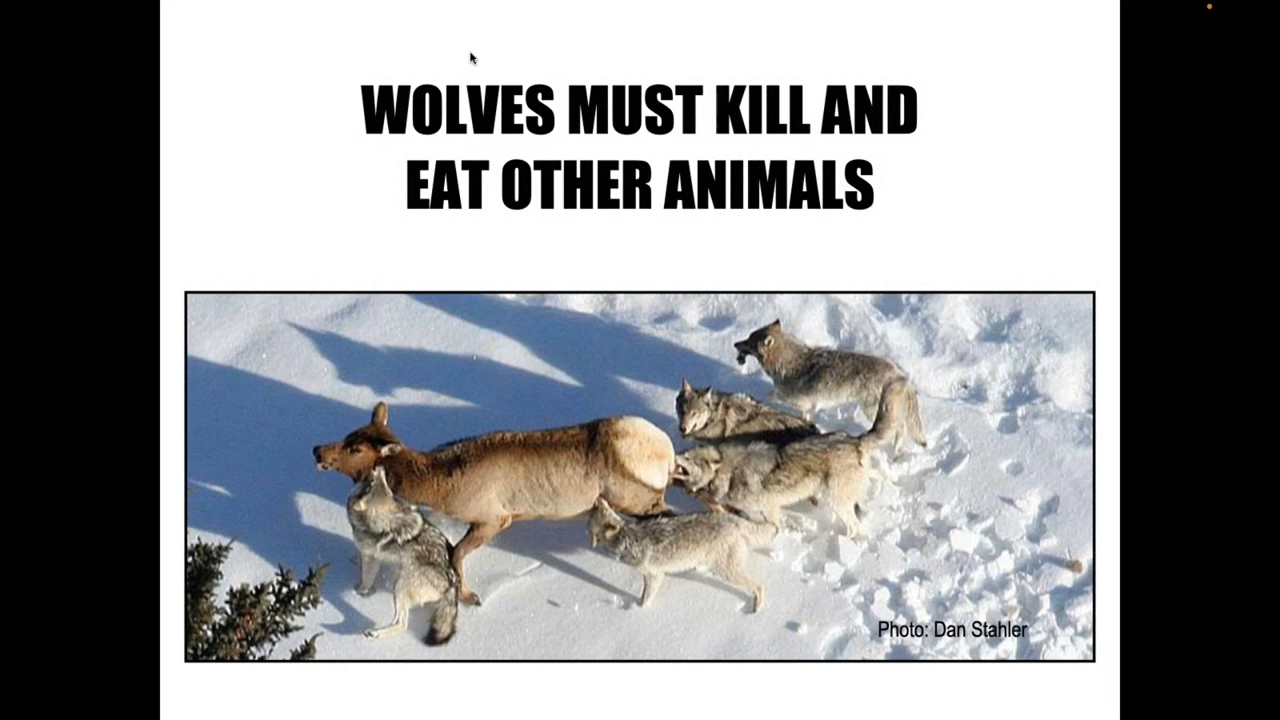 WOLVES MUST KILL AND
EAT OTHER ANIMALS
Photo: Dan Stahler